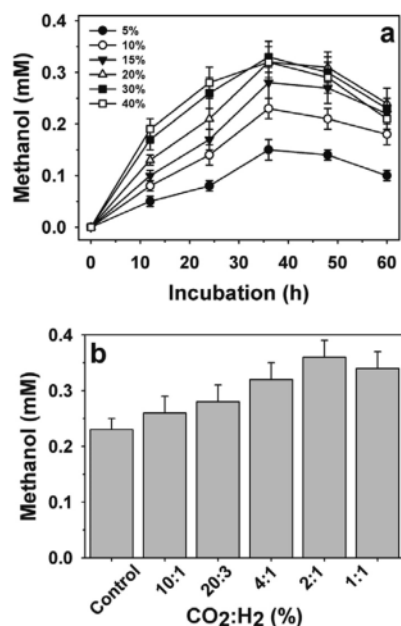 a
5%
10%
15%
20%
30%
40%
Methanol (mM)
0.4
0.3
0.2
0.1
0.0
0 10 20 30 40 50 60
Incubation (h)
b
Methanol (mM)
0.4
0.3
0.2
0.1
0.0
Control 10:1 20:3 4:1 2:1 1:1
CO2:H2 (%)